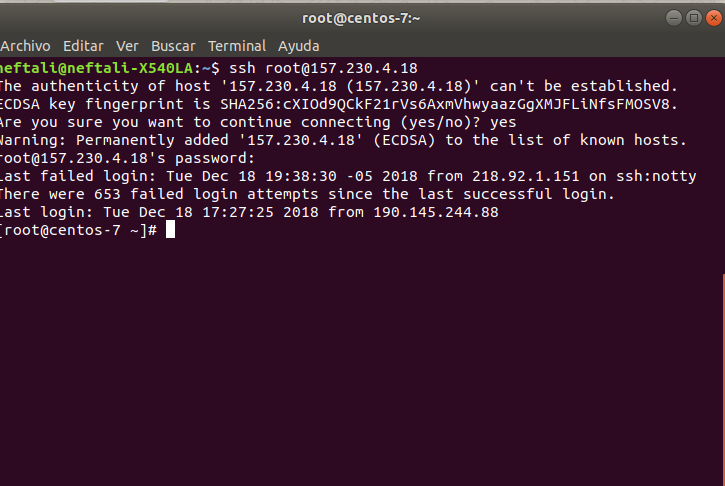 root@centos-7:~
Archivo Editar Ver Buscar Terminal Ayuda
neftali@neftali-X540LA:~$ ssh root@157.230.4.18
The authenticity of host '157.230.4.18 (157.230.4.18)' can't be established.
ECDSA key fingerprint is SHA256:cXIOd9QCkF21rVs6AxmVhwyaazGgXMJFLiNfsFMOSV8.
Are you sure you want to continue connecting (yes/no)? yes
Warning: Permanently added '157.230.4.18' (ECDSA) to the list of known hosts.
root@157.230.4.18's password:
Last failed login: Tue Dec 18 19:38:30 -05 2018 from 218.92.1.151 on ssh:notty
There were 653 failed login attempts since the last successful login.
Last login: Tue Dec 18 17:27:25 2018 from 190.145.244.88
[root@centos-7 ~]#